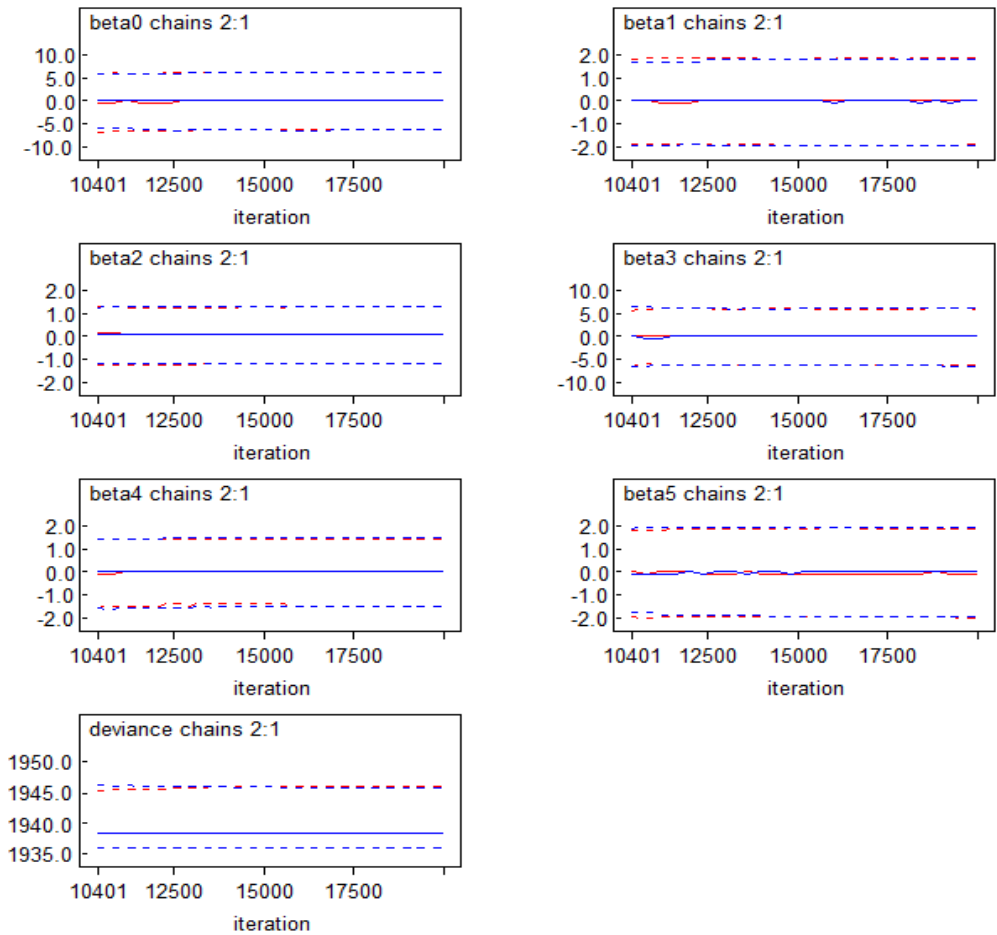 beta0 chains 2:1
10.0
5.0
0.0
-5.0
-10.0
10401 12500 15000 17500
iteration
beta1 chains 2:1
2.0
1.0
0.0
-1.0
-2.0
10401 12500 15000 17500
iteration
beta2 chains 2:1
2.0
1.0
0.0
-1.0
-2.0
10401 12500 15000 17500
iteration
beta3 chains 2:1
10.0
5.0
0.0
-5.0
-10.0
10401 12500 15000 17500
iteration
beta4 chains 2:1
2.0
1.0
0.0
-1.0
-2.0
10401 12500 15000 17500
iteration
beta5 chains 2:1
2.0
1.0
0.0
-1.0
-2.0
10401 12500 15000 17500
iteration
deviance chains 2:1
1950.0
1945.0
1940.0
1935.0
10401 12500 15000 17500
iteration